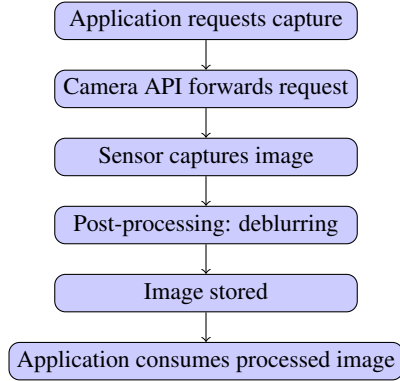 Application requests capture
Camera API forwards request
Sensor captures image
Post-processing: deblurring
Image stored
Application consumes processed image